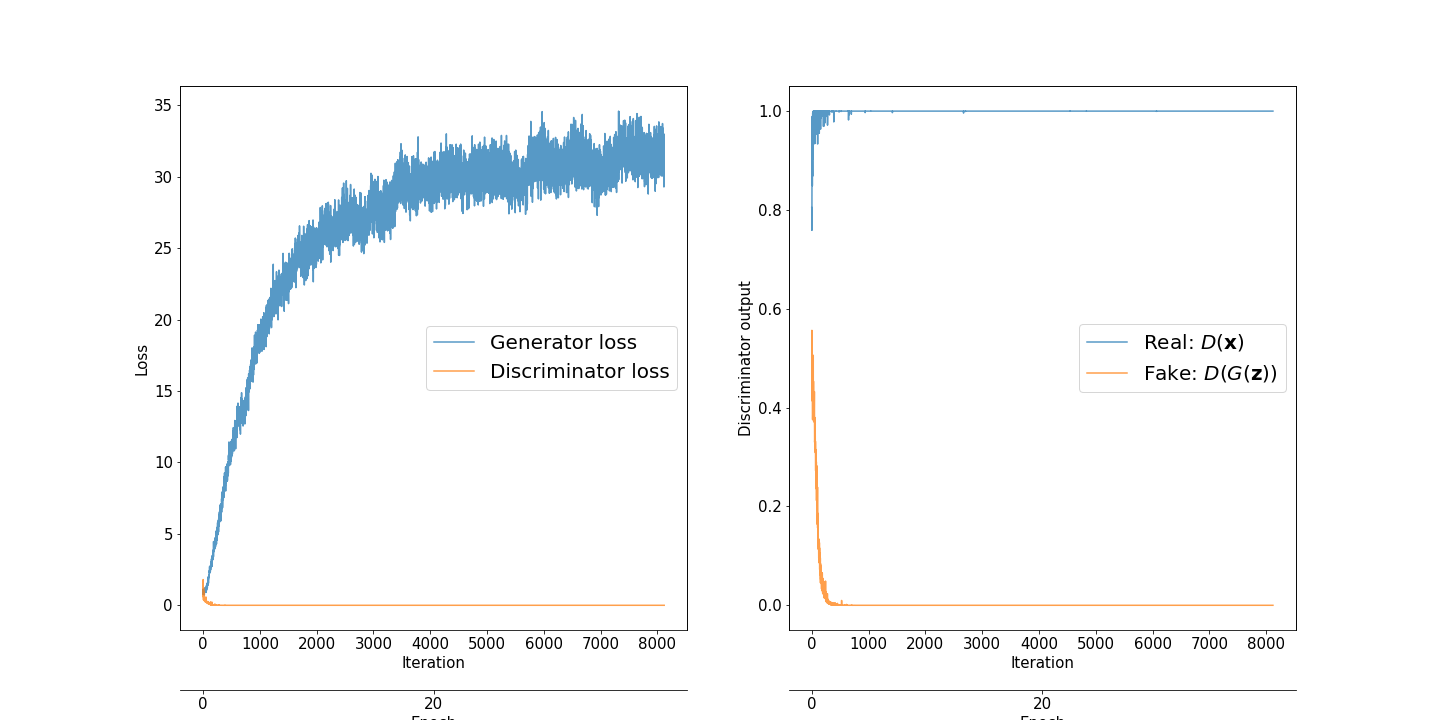 35
30
25
20
15
10
5
0
Loss
Generator loss
Discriminator loss
0 1000 2000 3000 4000 5000 6000 7000 8000
Iteration
0 20
Epoch
1.0
0.8
0.6
0.4
0.2
0.0
Discriminator output
Real: D(x)
Fake: D(G(z))
0 1000 2000 3000 4000 5000 6000 7000 8000
Iteration
0 20
Epoch